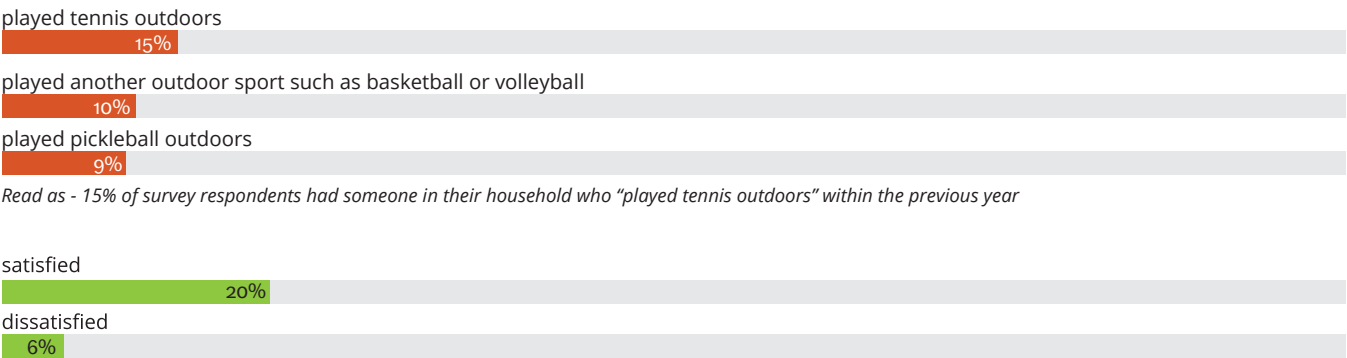 played tennis outdoors
15%
played another outdoor sport such as basketball or volleyball
10%
played pickleball outdoors
9%
Read as - 15% of survey respondents had someone in their household who “played tennis outdoors” within the previous year
satisfied
20%
dissatisfied
6%